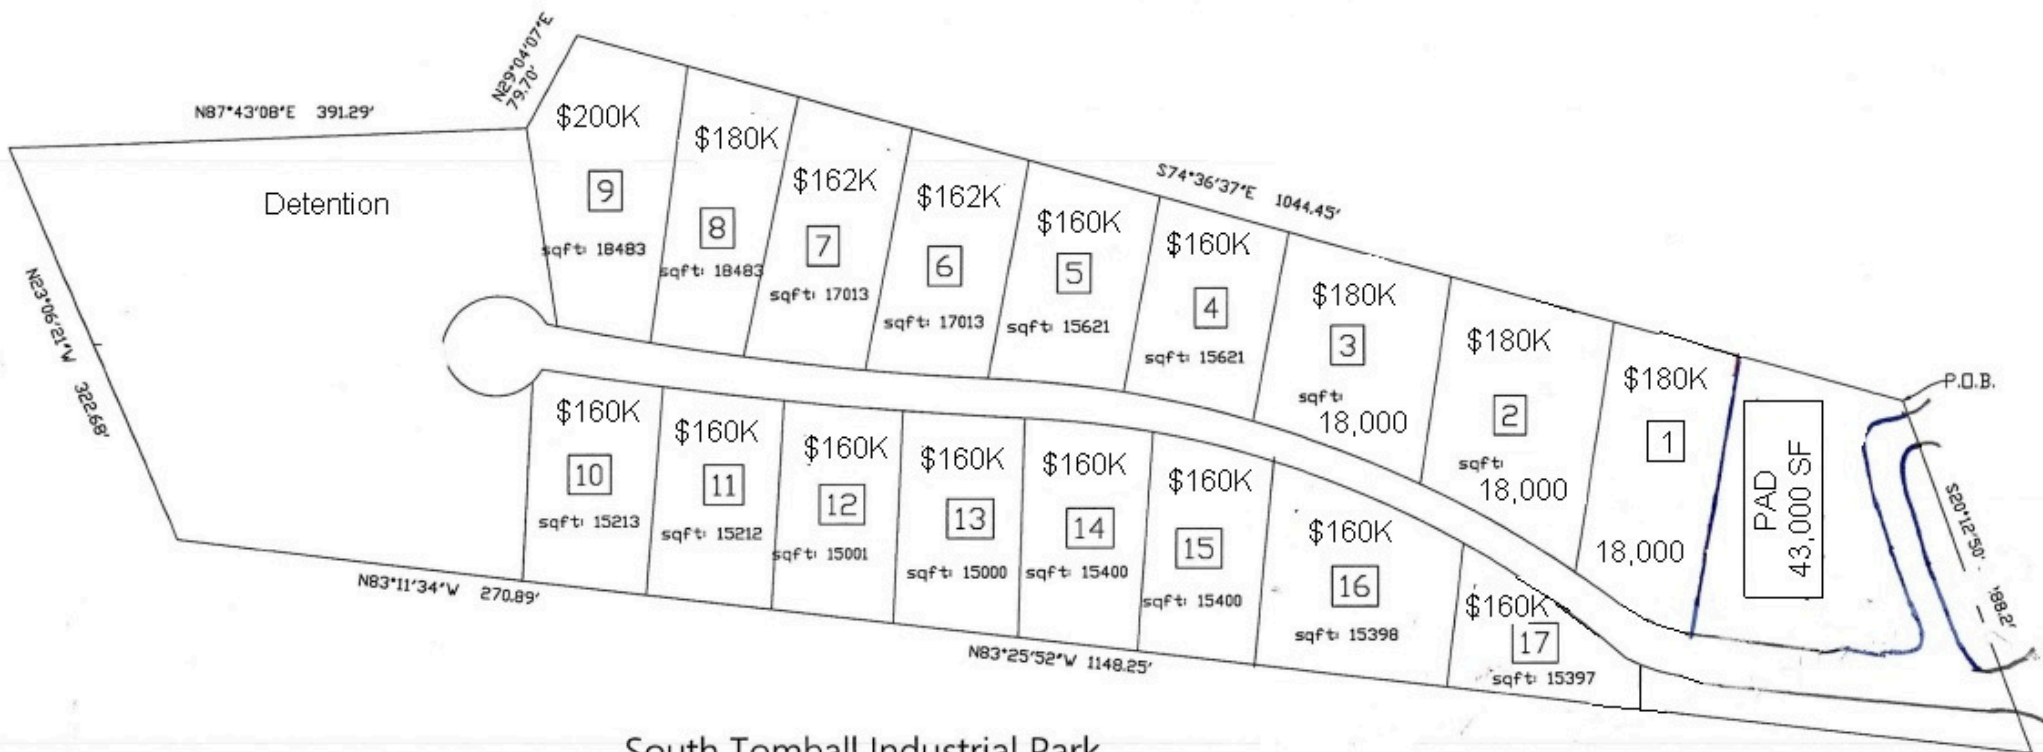 N87°43'08"E 391.29'
N29°04'07"E
79.70'
S74°36'37"E 1044.45'
Detention
N23°06'21"W 322.68'
$200K
9
sqft: 18483
$180K
8
sqft: 18483
$162K
7
sqft: 17013
$162K
6
sqft: 17013
$160K
5
sqft: 15621
$160K
4
sqft: 15621
$180K
3
sqft:
18,000
$180K
2
sqft:
18,000
$180K
1
18,000
PAD
43,000 SF
P.O.B.
S20°12'50"
188.2'
$160K
10
sqft: 15213
$160K
11
sqft: 15212
$160K
12
sqft: 15001
$160K
13
sqft: 15000
$160K
14
sqft: 15400
$160K
15
sqft: 15400
$160K
16
sqft: 15398
$160K
17
sqft: 15397
N83°11'34"W 270.89'
N83°25'52"W 1148.25'
South Tomball Industrial Park